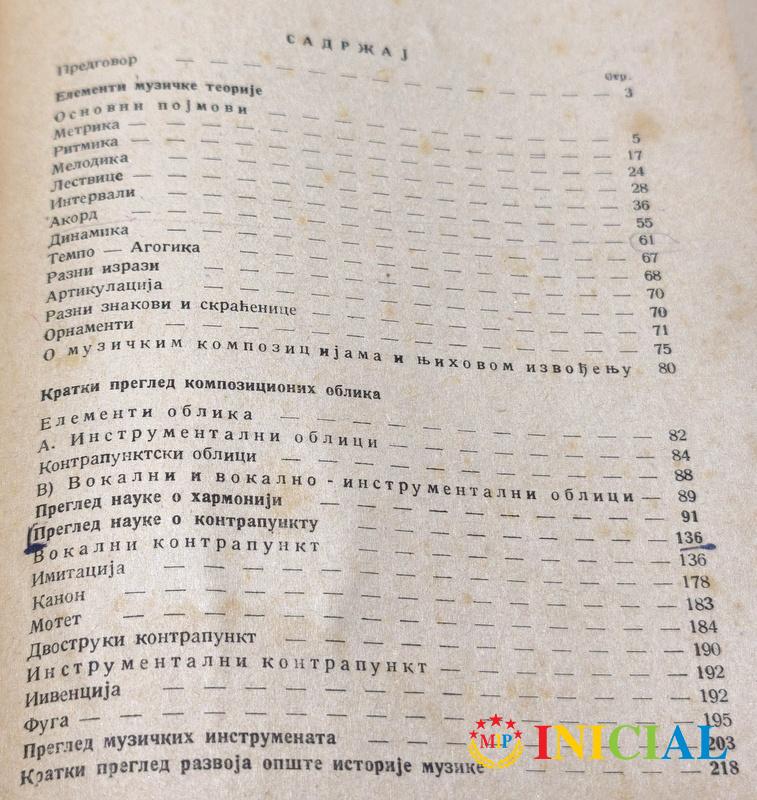 САДРЖАЈ
Стр.
Предговор — — — — — — — — — — 3
Елементи музичке теорије
Основни појмови — — — — — — — — 5
Метрика — — — — — — — — — — 17
Ритмика — — — — — — — — — — 24
Мелодика — — — — — — — — — — 28
Лествице — — — — — — — — — — 36
Интервали — — — — — — — — — — 55
Акорд — — — — — — — — — — 61
Динамика — — — — — — — — — — 67
Темпо — Агогика — — — — — — — — 68
Разни изрази — — — — — — — — — 70
Артикулација — — — — — — — — — 70
Разни знакови и скраћенице — — — — — — 71
Орнаменти — — — — — — — — — — 75
О музичким композицијама и њиховом извођењу 80
Кратки преглед композиционих облика
Елементи облика — — — — — — — — 82
А. Инструментални облици — — — — — — 84
Контрапунктски облици — — — — — — — 88
В) Вокални и вокално - инструментални облици — 89
Преглед науке о хармонији — — — — — — 91
Преглед науке о контрапункту — — — — — — 136
Вокални контрапункт — — — — — — — 136
Имитација — — — — — — — — — — 178
Канон — — — — — — — — — — 183
Мотет — — — — — — — — — — 184
Двоструки контрапункт — — — — — — — 190
Инструментални контрапункт — — — — — 192
Иивенција — — — — — — — — — — 192
Фуга — — — — — — — — — — 195
Преглед музичких инструмената — — — — — 203
Кратки преглед развоја опште историје музике — — — 218
MIP INICIAL